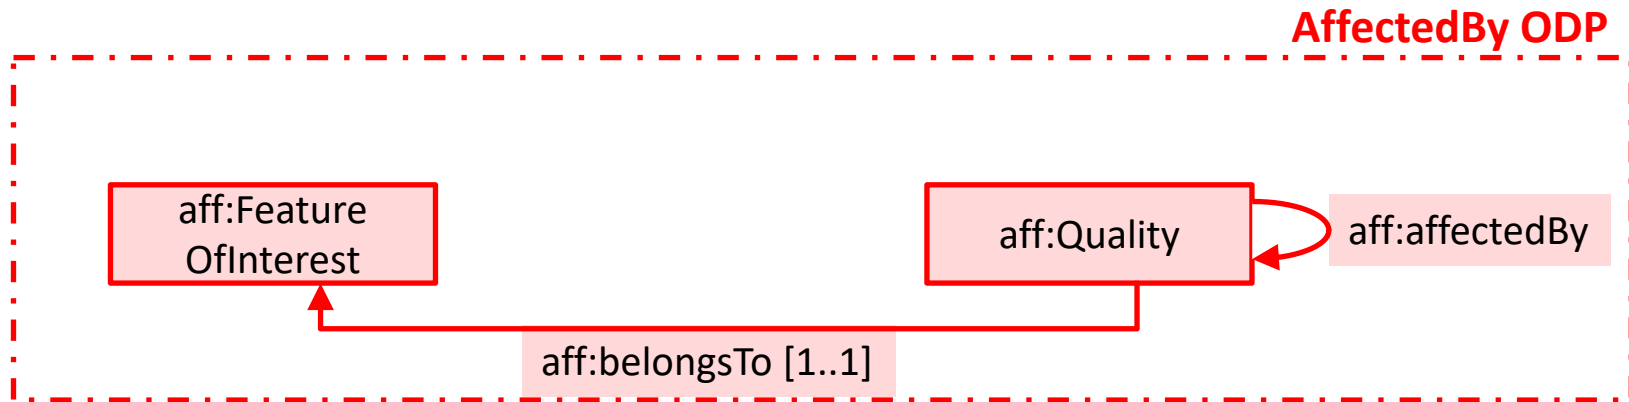 AffectedBy ODP
aff:Feature
OfInterest
aff:Quality
aff:affectedBy
aff:belongsTo [1..1]